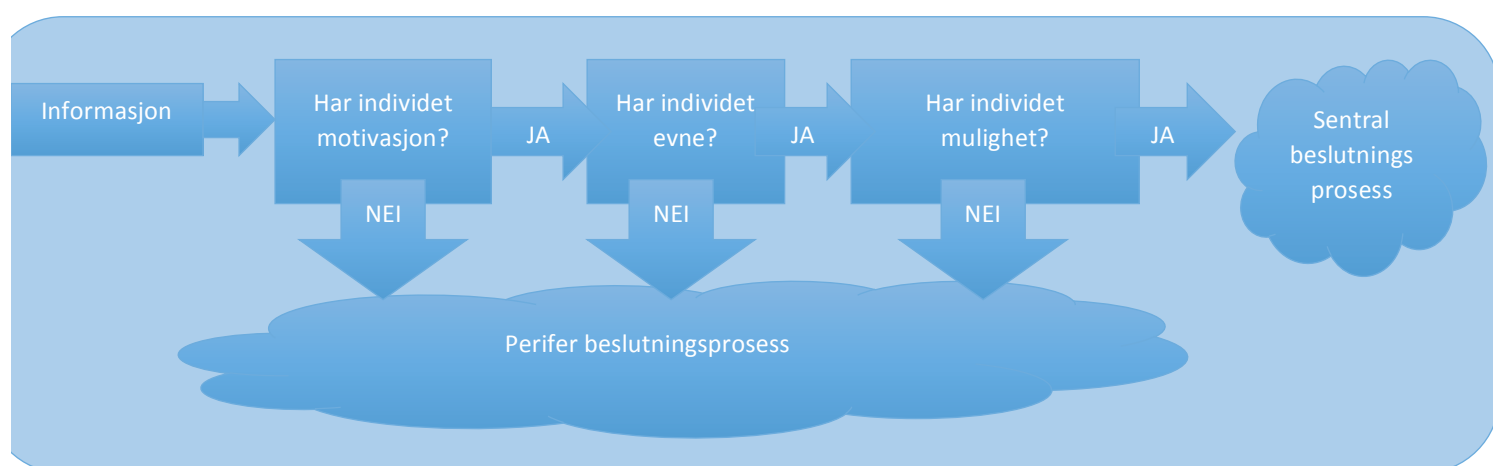 Informasjon
Har individet
motivasjon?
JA
Har individet
evne?
JA
Har individet
mulighet?
JA
Sentral
beslutnings
prosess
NEI
NEI
NEI
Perifer beslutningsprosess